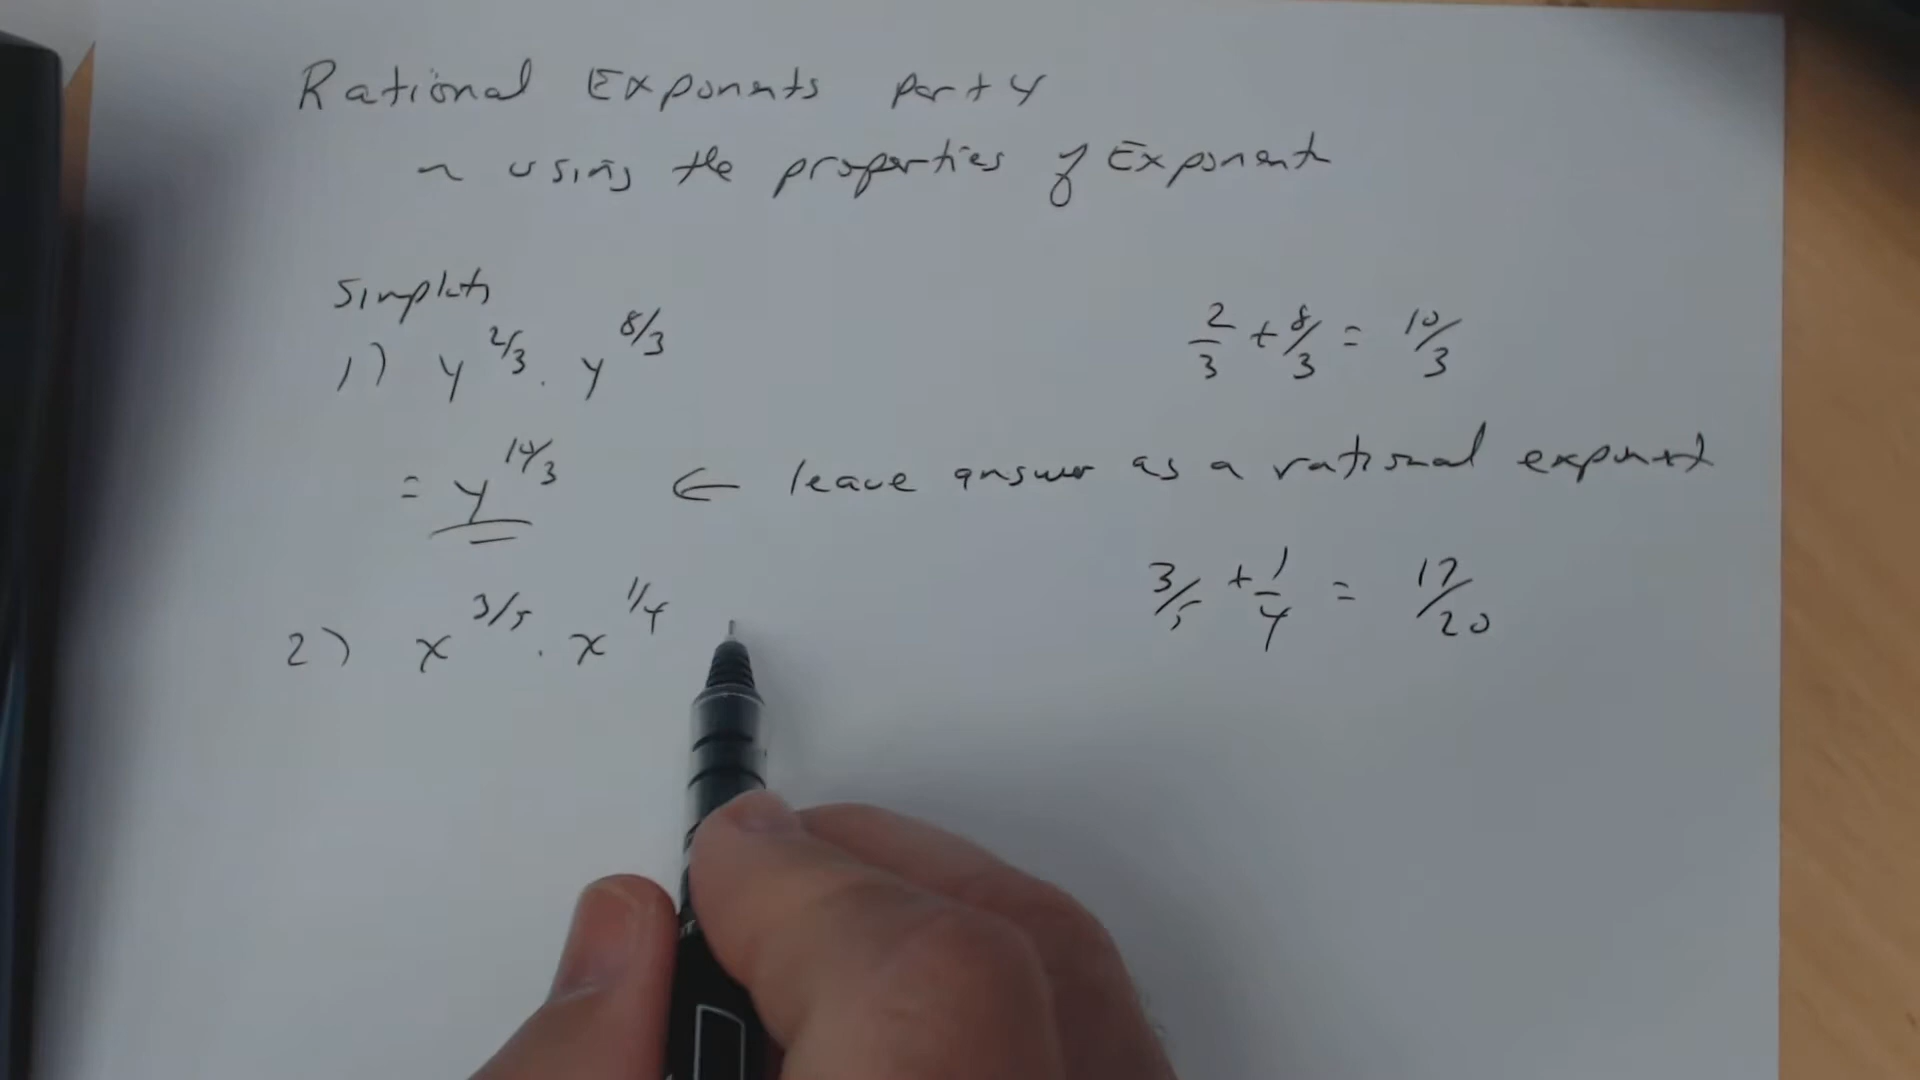 Rational Exponents part 4
~ using the properties of Exponent
Simplify
1) y^2/3 . y^8/3
2/3 + 8/3 = 10/3
= y^10/3 ← leave answer as a rational exponent
2) x^3/5 . x^1/4
3/5 + 1/4 = 17/20